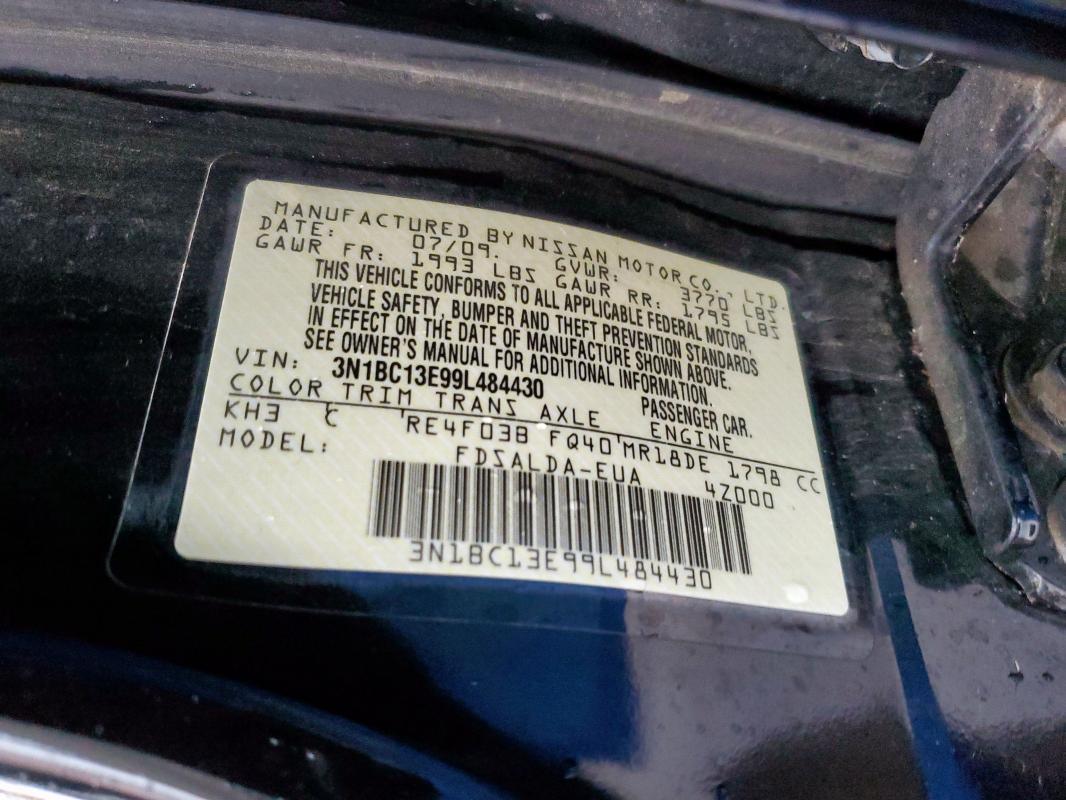 MANUFACTURED BY NISSAN MOTOR CO., LTD.
DATE: 07/09. GVWR: 3770 LBS
GAWR FR: 1993 LBS GAWR RR: 1795 LBS
THIS VEHICLE CONFORMS TO ALL APPLICABLE FEDERAL MOTOR,
VEHICLE SAFETY, BUMPER AND THEFT PREVENTION STANDARDS
IN EFFECT ON THE DATE OF MANUFACTURE SHOWN ABOVE.
SEE OWNER'S MANUAL FOR ADDITIONAL INFORMATION.
VIN: 3N1BC13E99L484430 PASSENGER CAR.
COLOR TRIM TRANS AXLE ENGINE
KH3 C RE4F03B FQ40 MR18DE 1798 CC
MODEL: FDSALDA-EUA 4Z000
3N1BC13E99L484430